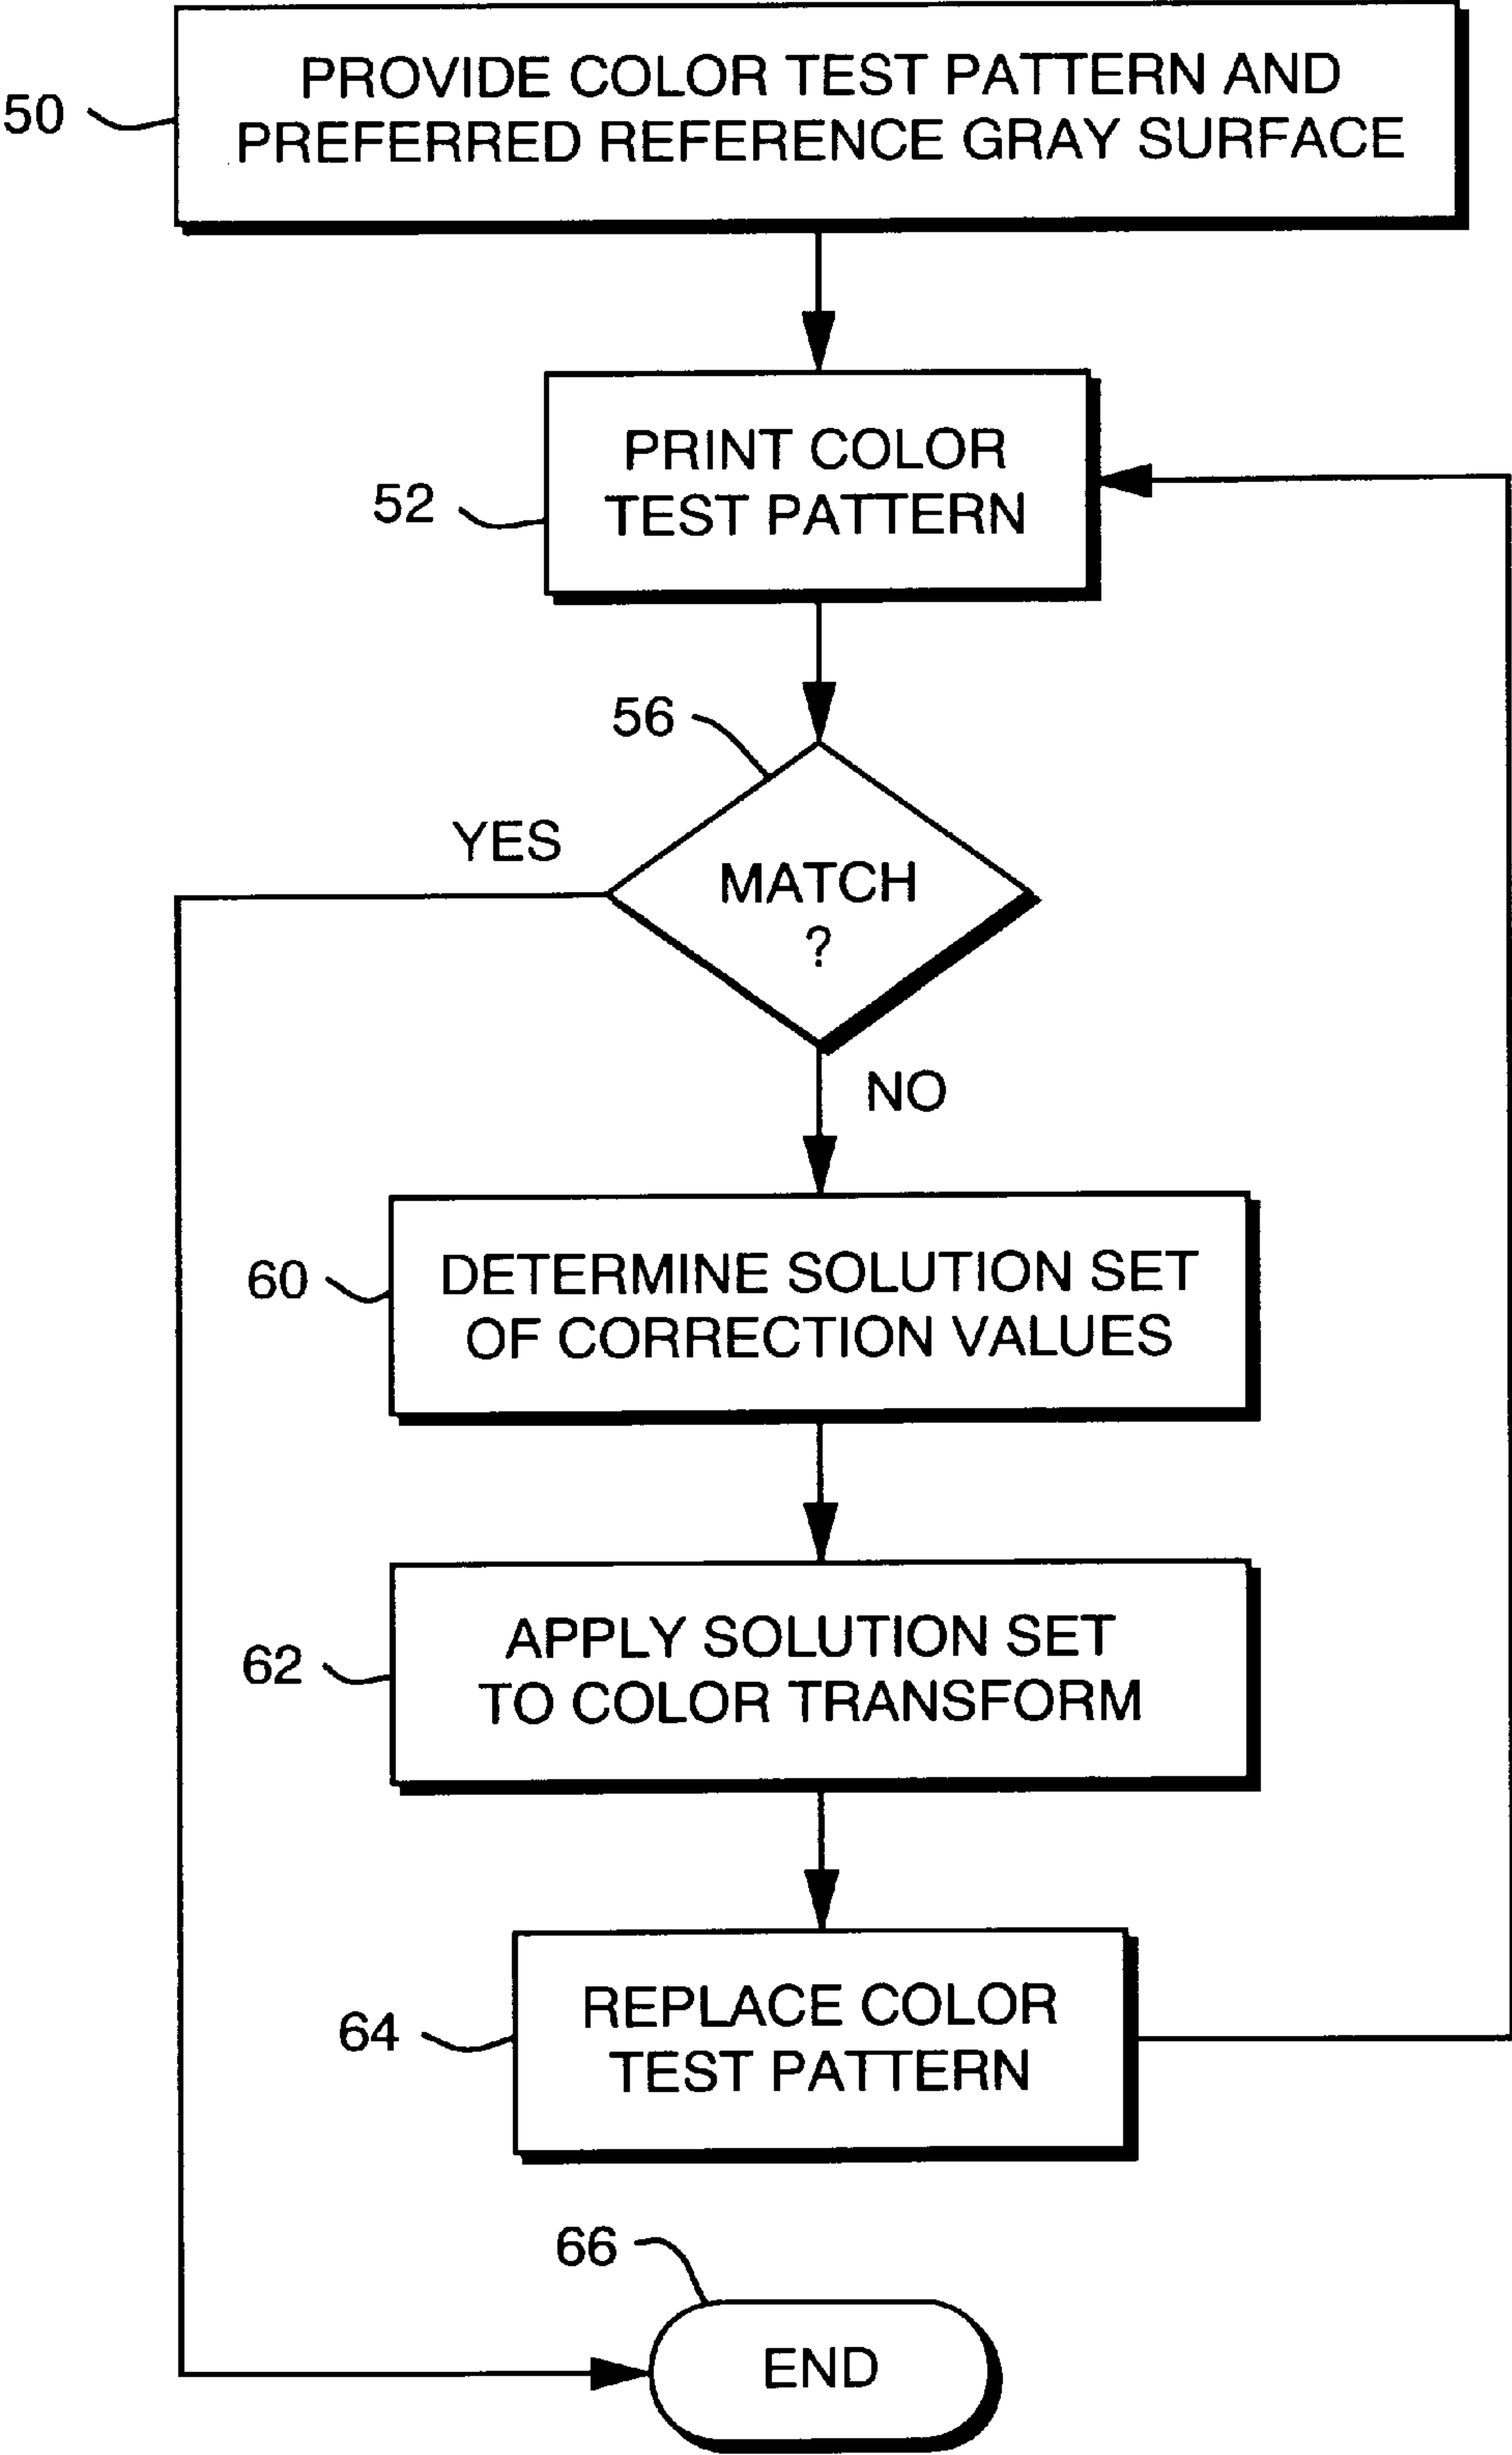 PROVIDE COLOR TEST PATTERN AND
PREFERRED REFERENCE GRAY SURFACE
50
PRINT COLOR
TEST PATTERN
52
56
YES
MATCH
?
NO
DETERMINE SOLUTION SET
OF CORRECTION VALUES
60
APPLY SOLUTION SET
TO COLOR TRANSFORM
62
REPLACE COLOR
TEST PATTERN
64
66
END